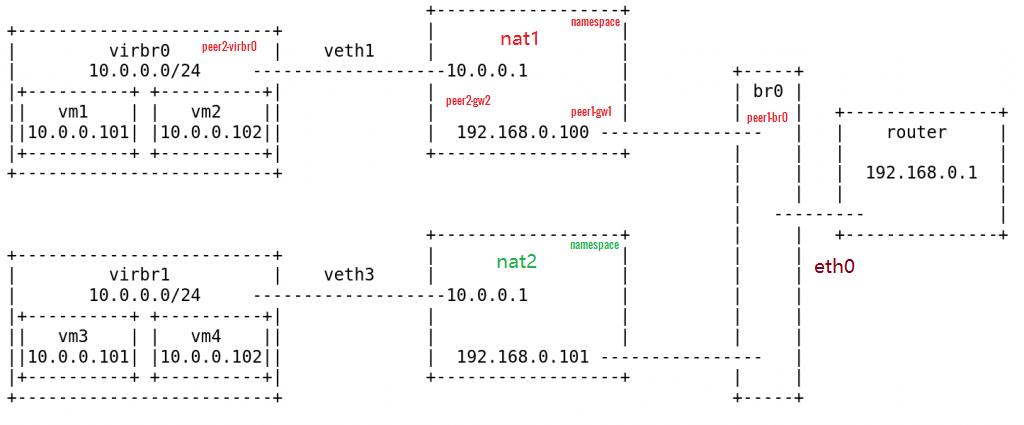 namespace
nat1
virbr0 peer2-virbr0 veth1
10.0.0.0/24 10.0.0.1
br0
vm1 vm2 peer2-gw2 peer1-gw1
peer1-br0
10.0.0.101 10.0.0.102 192.168.0.100 router
192.168.0.1
namespace
nat2
eth0
virbr1 veth3
10.0.0.0/24 10.0.0.1
vm3 vm4
10.0.0.101 10.0.0.102 192.168.0.101